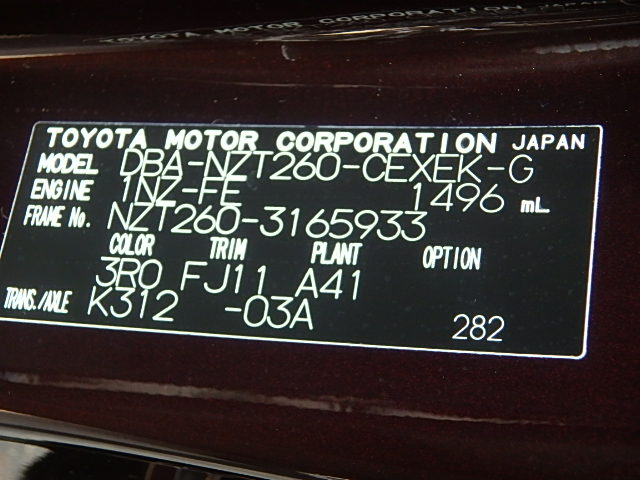 TOYOTA MOTOR CORPORATION JAPAN
MODEL DBA-NZT260-CEXEK-G
ENGINE 1NZ-FE 1496 mL
FRAME No. NZT260-3165933
COLOR TRIM PLANT OPTION
3R0 FJ11 A41
TRANS./AXLE K312 -03A
282